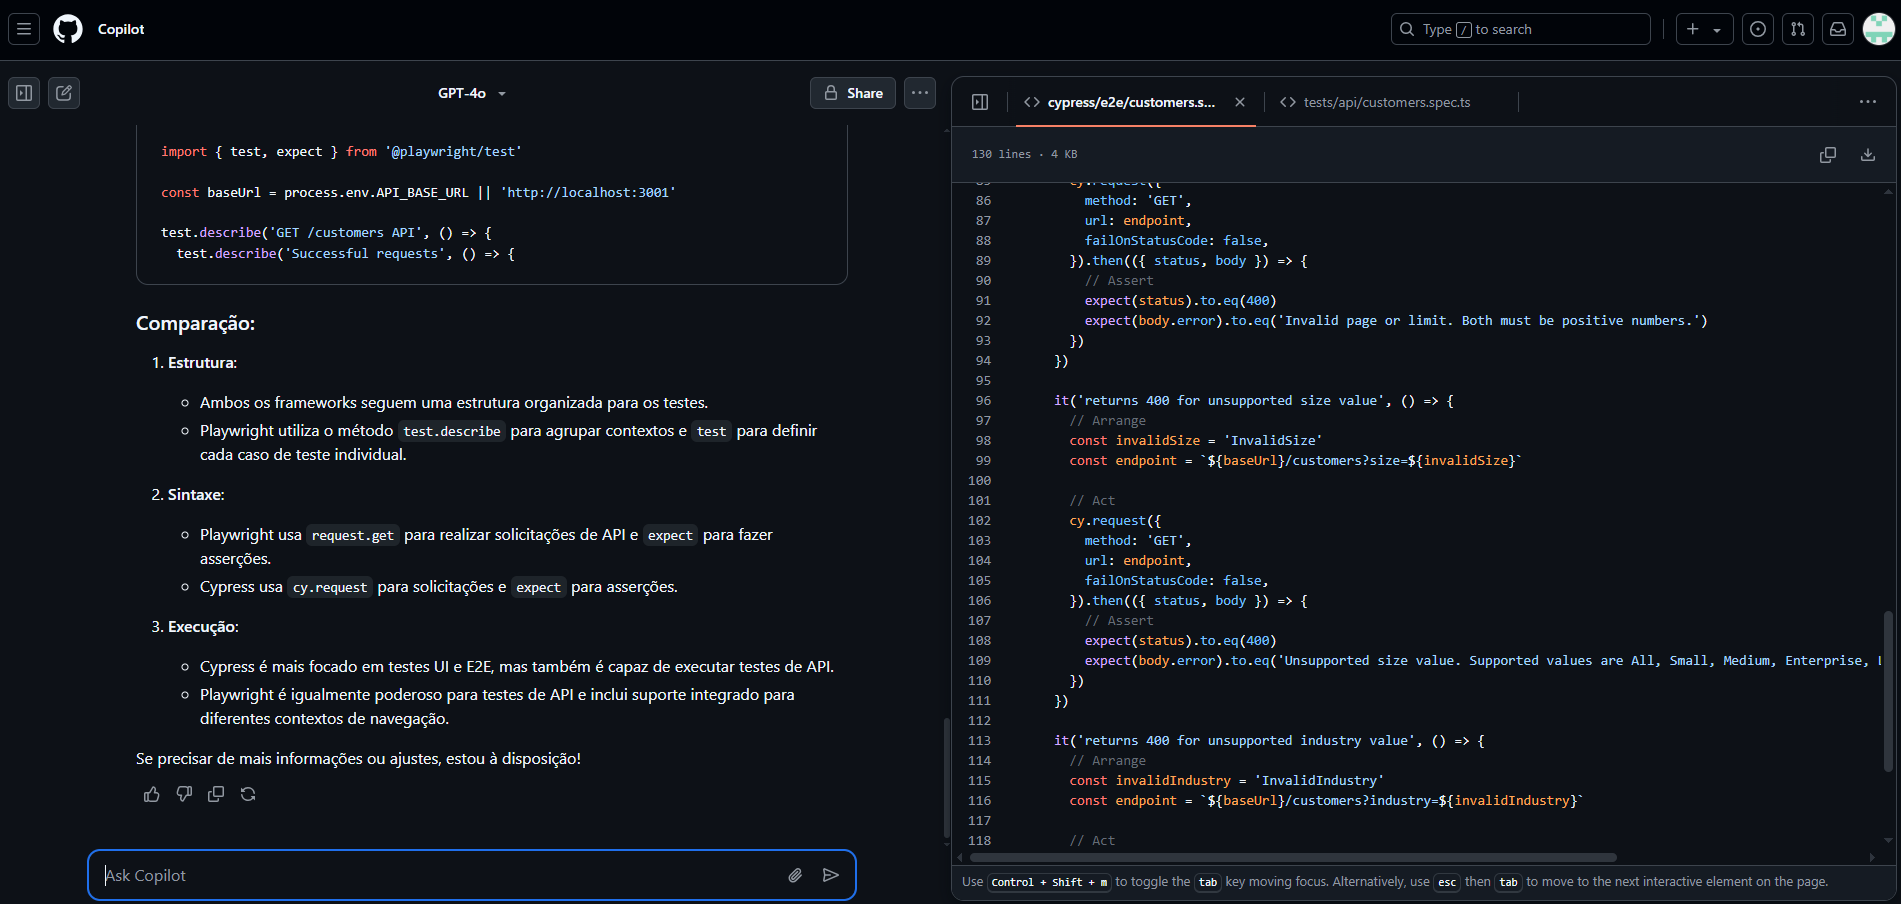 Copilot
Type / to search
GPT-4o
Share
import { test, expect } from '@playwright/test'
const baseUrl = process.env.API_BASE_URL || 'http://localhost:3001'
test.describe('GET /customers API', () => {
test.describe('Successful requests', () => {
Comparação:
1. Estrutura:
Ambos os frameworks seguem uma estrutura organizada para os testes.
Playwright utiliza o método test.describe para agrupar contextos e test para definir
cada caso de teste individual.
2. Sintaxe:
Playwright usa request.get para realizar solicitações de API e expect para fazer
asserções.
Cypress usa cy.request para solicitações e expect para asserções.
3. Execução:
Cypress é mais focado em testes UI e E2E, mas também é capaz de executar testes de API.
Playwright é igualmente poderoso para testes de API e inclui suporte integrado para
diferentes contextos de navegação.
Se precisar de mais informações ou ajustes, estou à disposição!
Ask Copilot
cypress/e2e/customers.s...
tests/api/customers.spec.ts
130 lines · 4 KB
85 cy.request({
86 method: 'GET',
87 url: endpoint,
88 failOnStatusCode: false,
89 }).then(({ status, body }) => {
90 // Assert
91 expect(status).to.eq(400)
92 expect(body.error).to.eq('Invalid page or limit. Both must be positive numbers.')
93 })
94 })
95
96 it('returns 400 for unsupported size value', () => {
97 // Arrange
98 const invalidSize = 'InvalidSize'
99 const endpoint = `${baseUrl}/customers?size=${invalidSize}`
100
101 // Act
102 cy.request({
103 method: 'GET',
104 url: endpoint,
105 failOnStatusCode: false,
106 }).then(({ status, body }) => {
107 // Assert
108 expect(status).to.eq(400)
109 expect(body.error).to.eq('Unsupported size value. Supported values are All, Small, Medium, Enterprise,
110 })
111 })
112
113 it('returns 400 for unsupported industry value', () => {
114 // Arrange
115 const invalidIndustry = 'InvalidIndustry'
116 const endpoint = `${baseUrl}/customers?industry=${invalidIndustry}`
117
118 // Act
Use Control + Shift + m to toggle the tab key moving focus. Alternatively, use esc then tab to move to the next interactive element on the page.